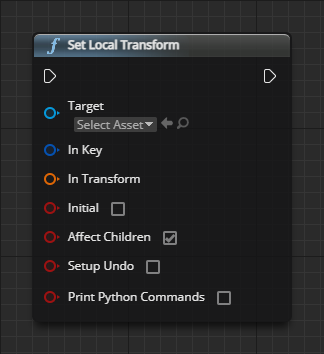 f Set Local Transform
Target
Select Asset
In Key
In Transform
Initial
Affect Children
Setup Undo
Print Python Commands